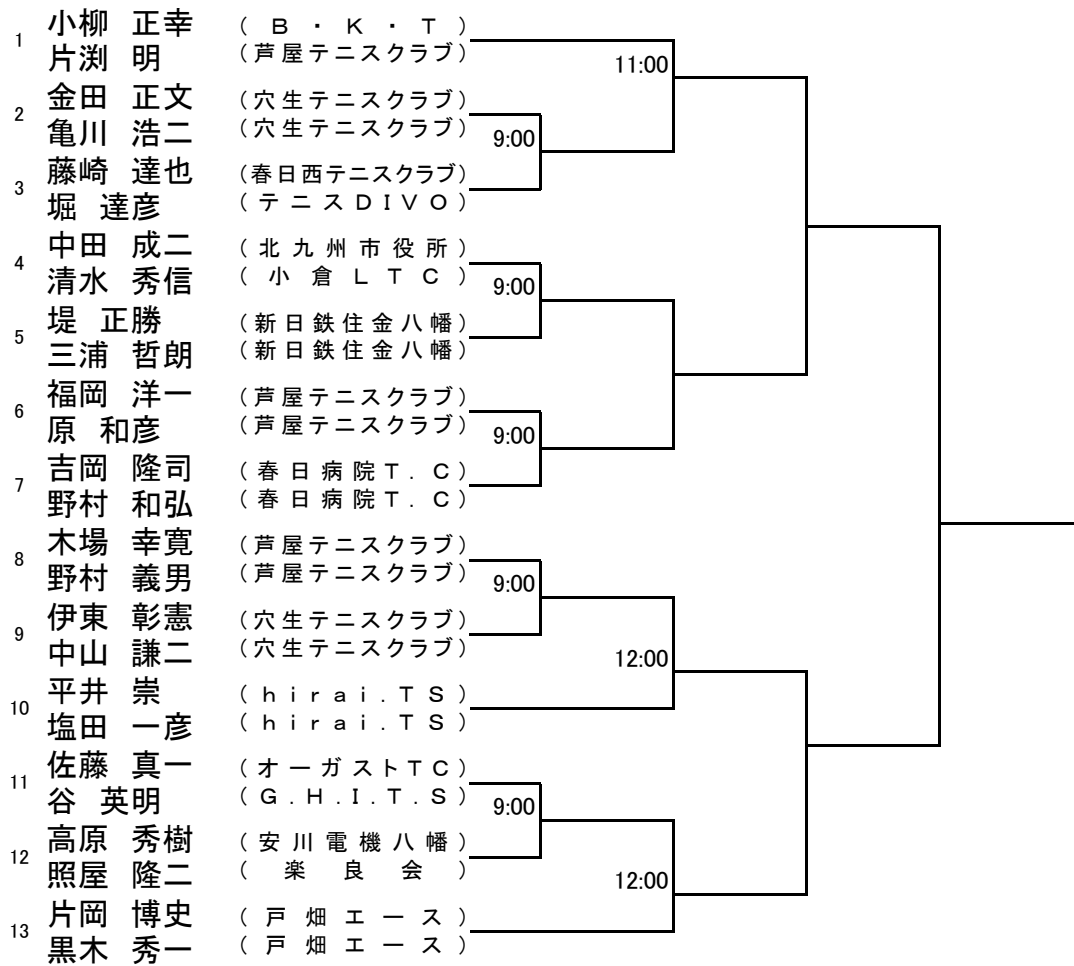 1 小柳 正幸 (B・K・T)
片渕 明 (芦屋テニスクラブ)
11:00
2 金田 正文 (穴生テニスクラブ)
亀川 浩二 (穴生テニスクラブ)
9:00
3 藤崎 達也 (春日西テニスクラブ)
堀 達彦 (テニスDIVO)
4 中田 成二 (北九州市役所)
清水 秀信 (小倉LTC)
9:00
5 堤 正勝 (新日鉄住金八幡)
三浦 哲朗 (新日鉄住金八幡)
6 福岡 洋一 (芦屋テニスクラブ)
原 和彦 (芦屋テニスクラブ)
9:00
7 吉岡 隆司 (春日病院T.C)
野村 和弘 (春日病院T.C)
8 木場 幸寛 (芦屋テニスクラブ)
野村 義男 (芦屋テニスクラブ)
9:00
9 伊東 彰憲 (穴生テニスクラブ)
中山 謙二 (穴生テニスクラブ)
12:00
10 平井 崇 (hirai.TS)
塩田 一彦 (hirai.TS)
11 佐藤 真一 (オーガストTC)
谷 英明 (G.H.I.T.S)
9:00
12 高原 秀樹 (安川電機八幡)
照屋 隆二 (楽良会)
12:00
13 片岡 博史 (戸畑エース)
黒木 秀一 (戸畑エース)